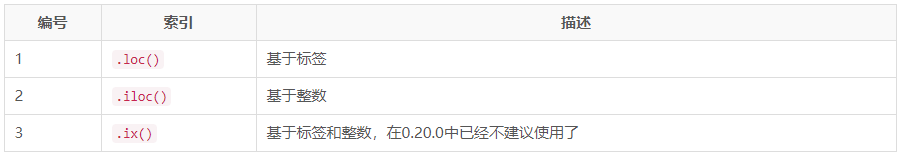 编号 索引 描述
1 .loc() 基于标签
2 .iloc() 基于整数
3 .ix() 基于标签和整数，在0.20.0中已经不建议使用了